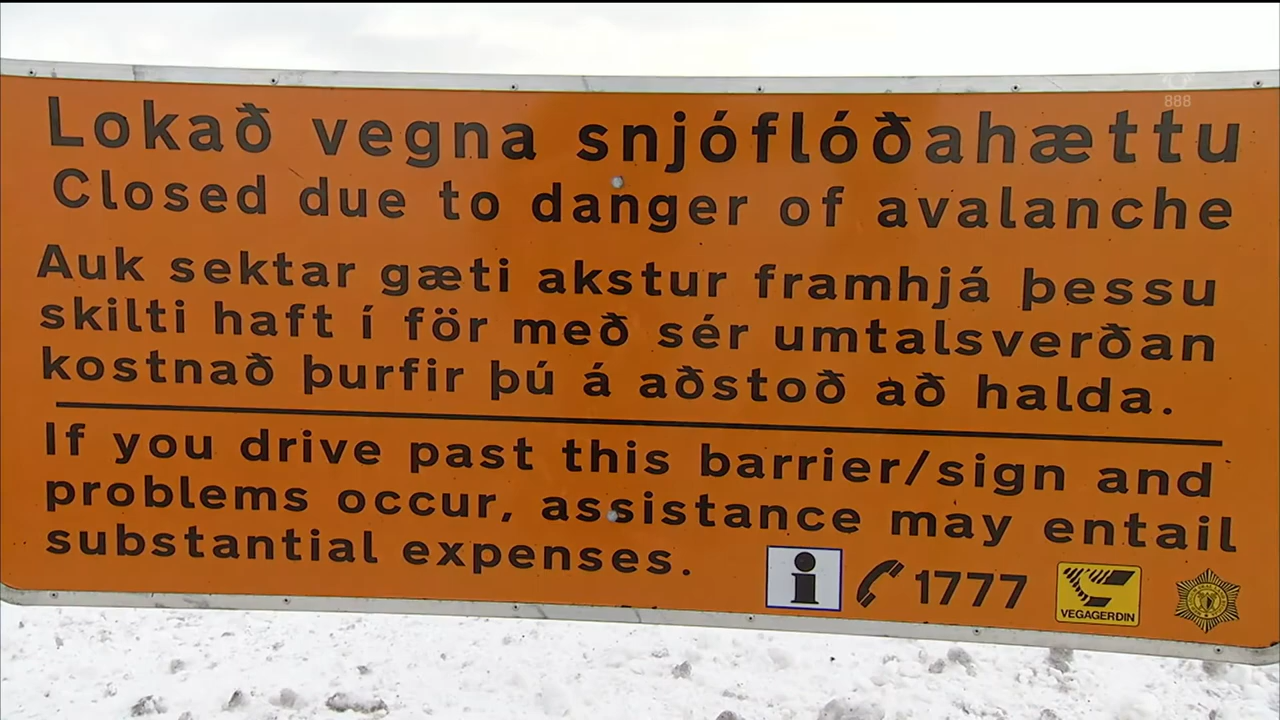 888
Lokað vegna snjóflóðahættu
Closed due to danger of avalanche
Auk sektar gæti akstur framhjá þessu
skilti haft í för með sér umtalsverðan
kostnað þurfir þú á aðstoð að halda.
If you drive past this barrier/sign and
problems occur, assistance may entail
substantial expenses.
i 1777
VEGAGERÐIN